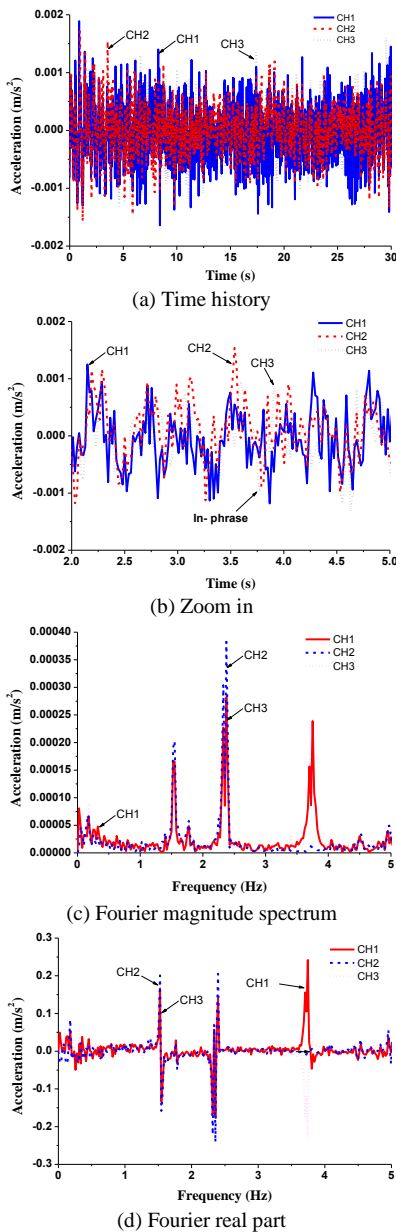 0.002
0.001
0.000
-0.001
-0.002
Acceleration (m/s²)
CH2
CH1
CH3
CH1
CH2
CH3
0 5 10 15 20 25 30
Time (s)
(a) Time history
0.002
0.001
0.000
-0.001
-0.002
Acceleration (m/s²)
CH1
CH2
CH3
CH1
CH2
CH3
In- phrase
2.0 2.5 3.0 3.5 4.0 4.5 5.0
Time (s)
(b) Zoom in
0.00040
0.00035
0.00030
0.00025
0.00020
0.00015
0.00010
0.00005
0.00000
Acceleration (m/s²)
CH1
CH2
CH3
CH1
CH2
CH3
0 1 2 3 4 5
Frequency (Hz)
(c) Fourier magnitude spectrum
0.3
0.2
0.1
0.0
-0.1
-0.2
-0.3
Acceleration (m/s²)
CH2
CH3
CH1
CH1
CH2
CH3
0 1 2 3 4 5
Frequency (Hz)
(d) Fourier real part